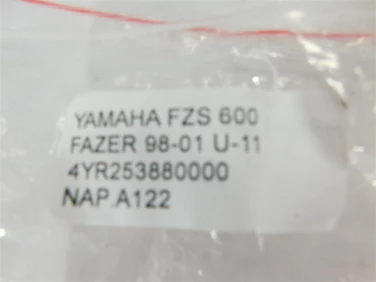 YAMAHA FZS 600
FAZER 98-01 U-11
4YR253880000
NAP.A122